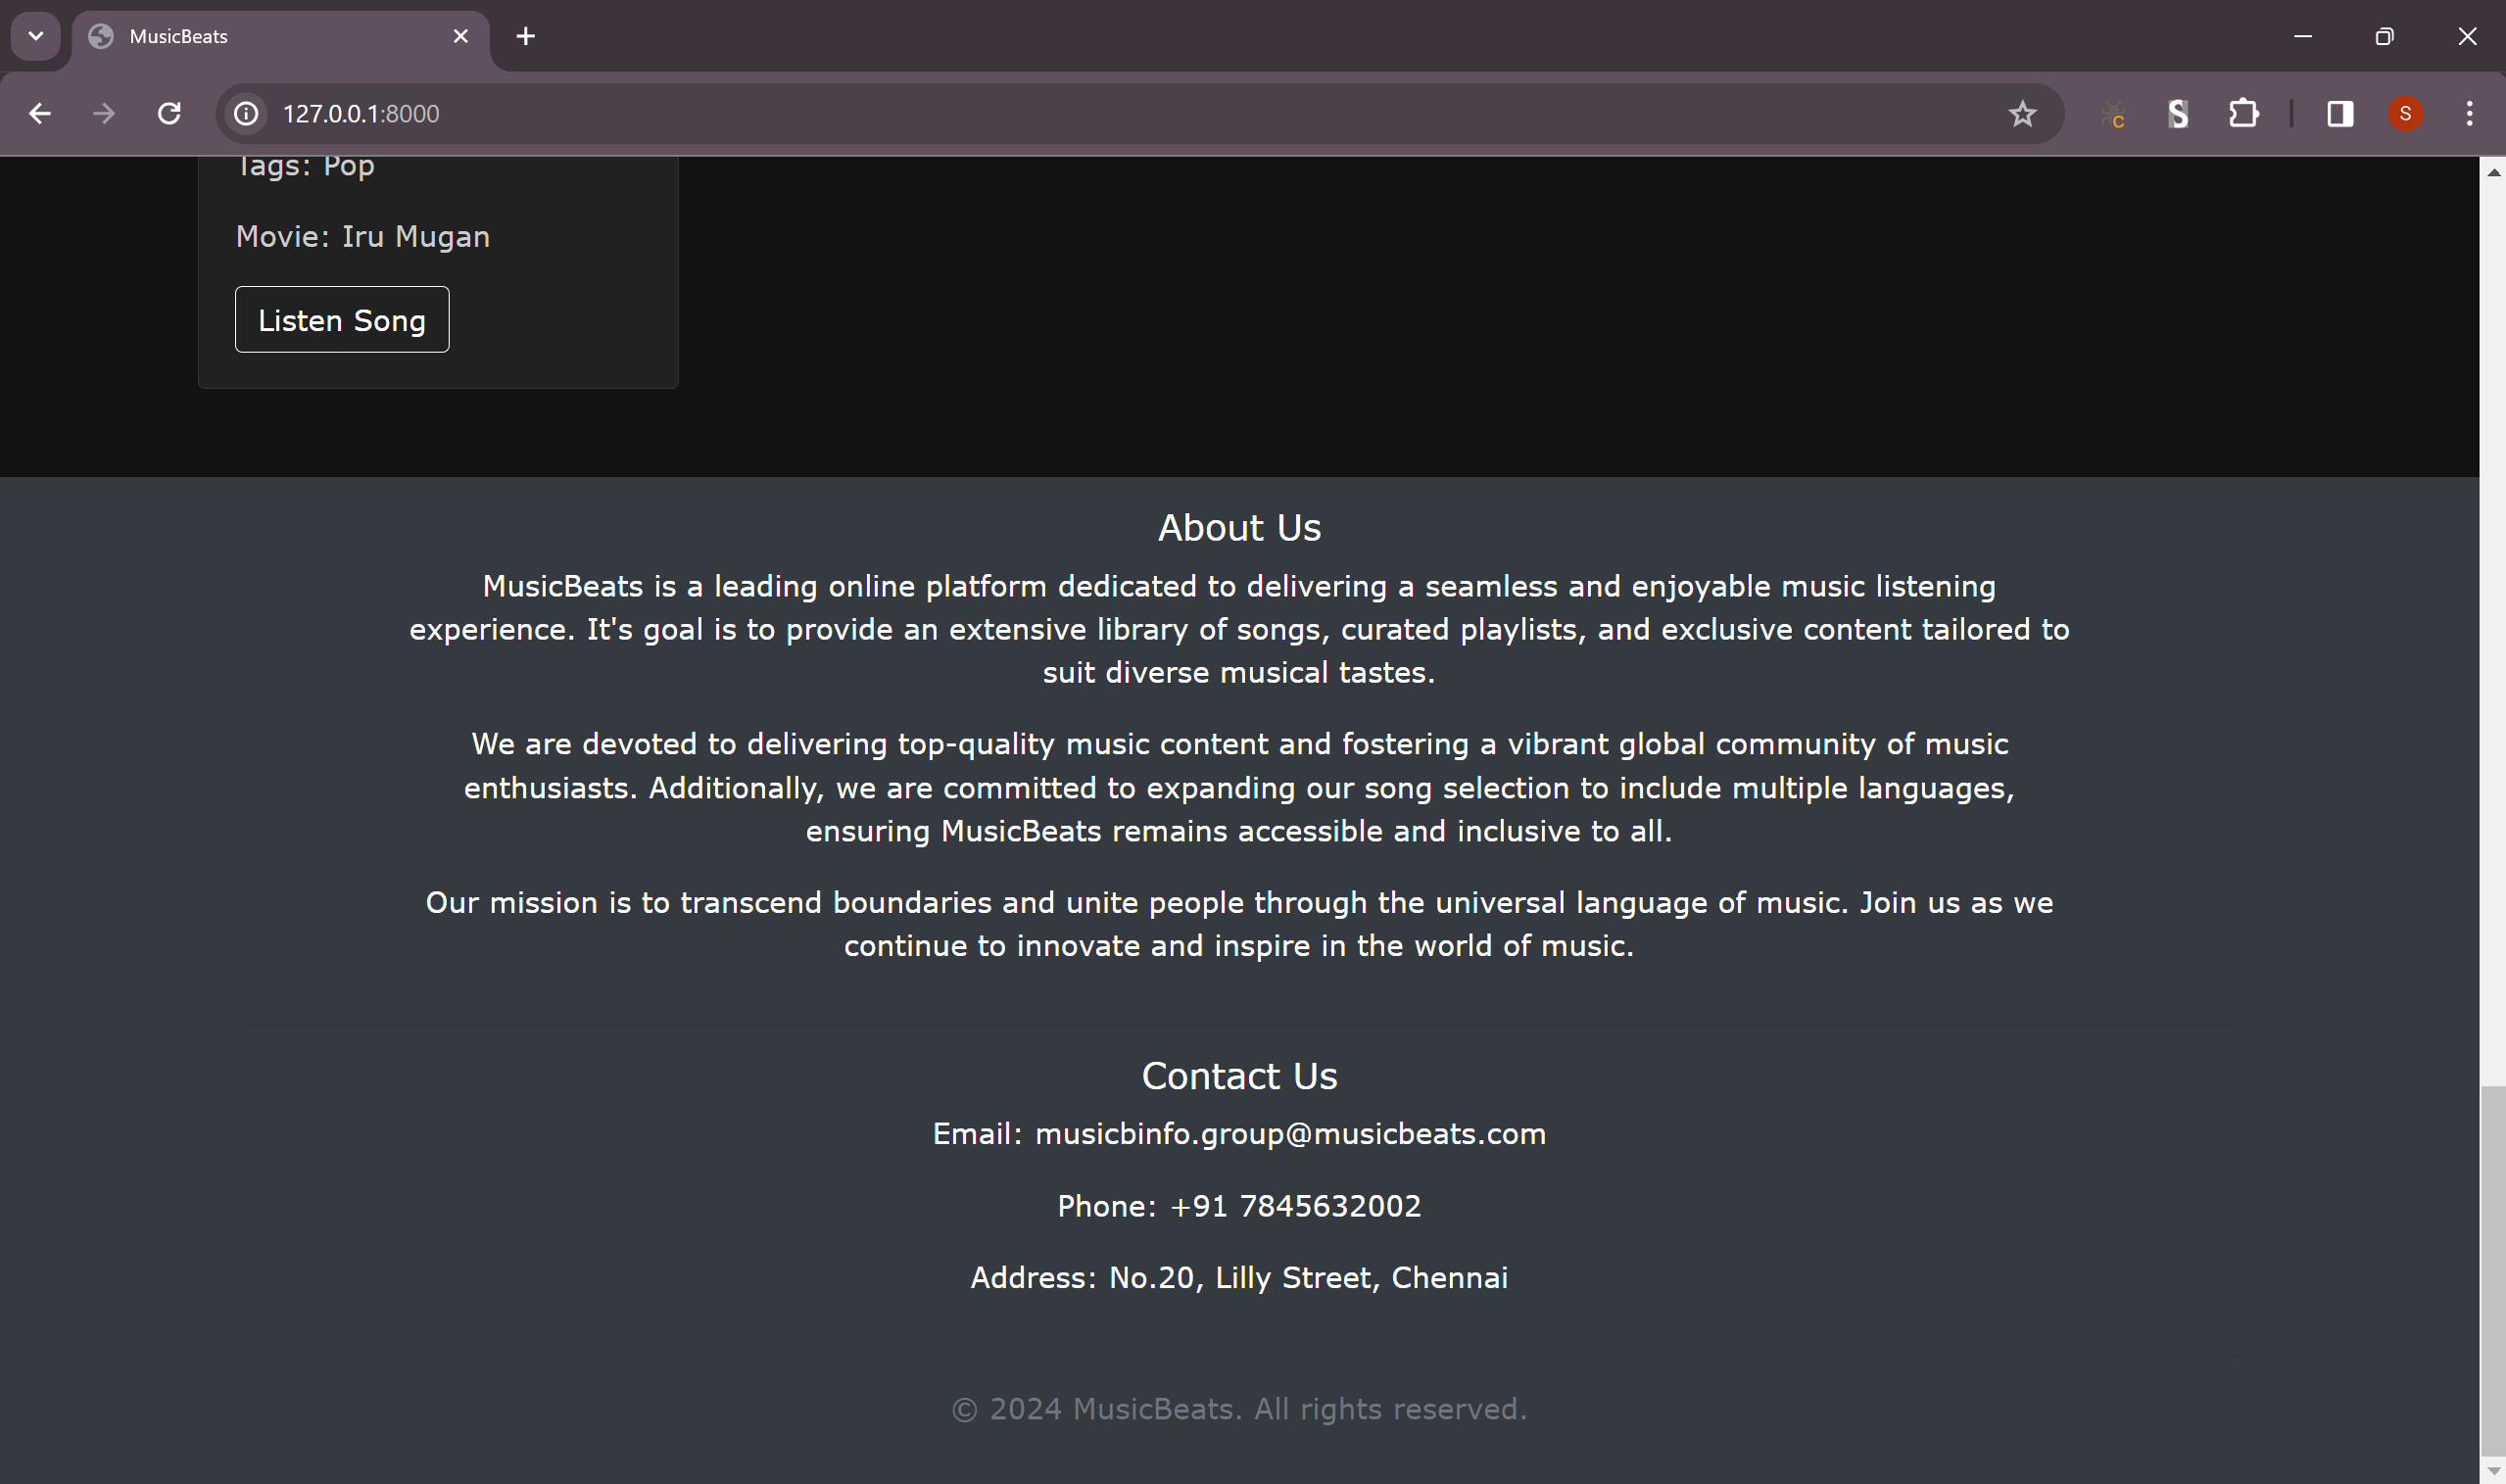 MusicBeats
127.0.0.1:8000
S
Tags: Pop
Movie: Iru Mugan
Listen Song
About Us
MusicBeats is a leading online platform dedicated to delivering a seamless and enjoyable music listening
experience. It's goal is to provide an extensive library of songs, curated playlists, and exclusive content tailored to
suit diverse musical tastes.
We are devoted to delivering top-quality music content and fostering a vibrant global community of music
enthusiasts. Additionally, we are committed to expanding our song selection to include multiple languages,
ensuring MusicBeats remains accessible and inclusive to all.
Our mission is to transcend boundaries and unite people through the universal language of music. Join us as we
continue to innovate and inspire in the world of music.
Contact Us
Email: musicbinfo.group@musicbeats.com
Phone: +91 7845632002
Address: No.20, Lilly Street, Chennai
© 2024 MusicBeats. All rights reserved.